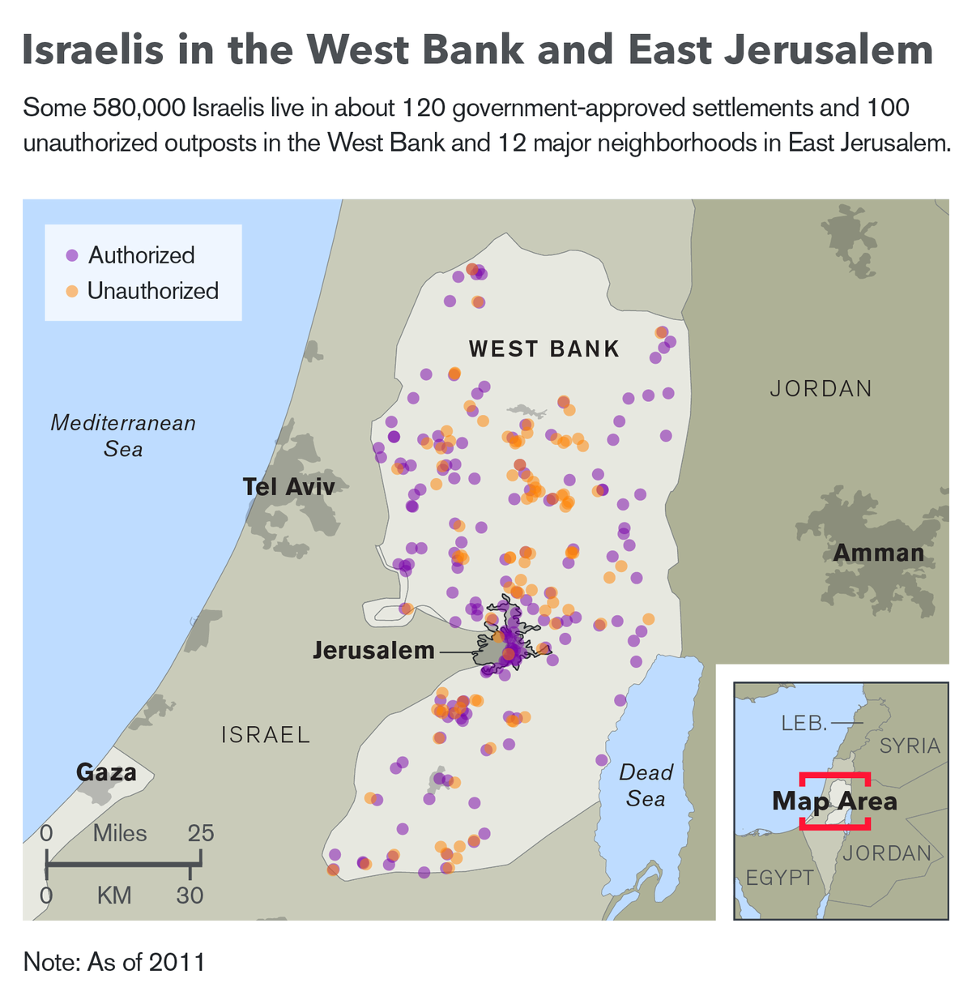 Israelis in the West Bank and East Jerusalem
Some 580,000 Israelis live in about 120 government-approved settlements and 100
unauthorized outposts in the West Bank and 12 major neighborhoods in East Jerusalem.
Authorized
Unauthorized
WEST BANK
JORDAN
Mediterranean
Sea
Tel Aviv
Amman
Jerusalem
ISRAEL
Gaza
Dead
Sea
0 Miles 25
0 KM 30
LEB.
SYRIA
Map Area
JORDAN
EGYPT
Note: As of 2011